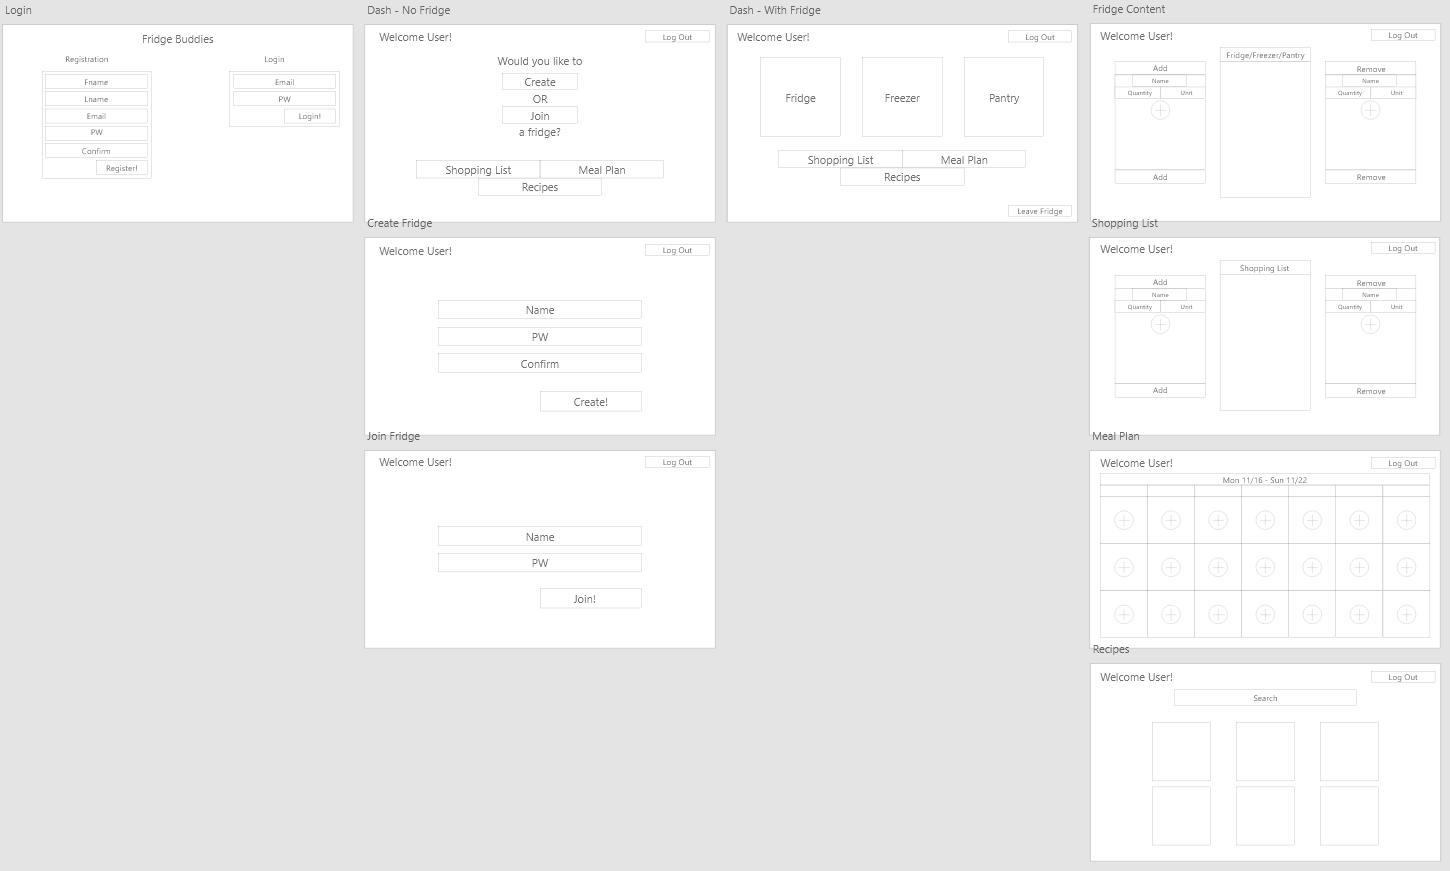 Login
Fridge Buddies
Registration
Fname
Lname
Email
PW
Confirm
Register!
Login
Email
PW
Login!
Dash - No Fridge
Welcome User!
Log Out
Would you like to
Create
OR
Join
a fridge?
Shopping List
Meal Plan
Recipes
Dash - With Fridge
Welcome User!
Log Out
Fridge
Freezer
Pantry
Shopping List
Meal Plan
Recipes
Leave Fridge
Fridge Content
Welcome User!
Log Out
Add
Name
Quantity
Unit
Add
Fridge/Freezer/Pantry
Remove
Name
Quantity
Unit
Remove
Create Fridge
Welcome User!
Log Out
Name
PW
Confirm
Create!
Shopping List
Welcome User!
Log Out
Add
Name
Quantity
Unit
Add
Shopping List
Remove
Name
Quantity
Unit
Remove
Join Fridge
Welcome User!
Log Out
Name
PW
Join!
Meal Plan
Welcome User!
Log Out
Mon 11/16 - Sun 11/22
Recipes
Welcome User!
Log Out
Search